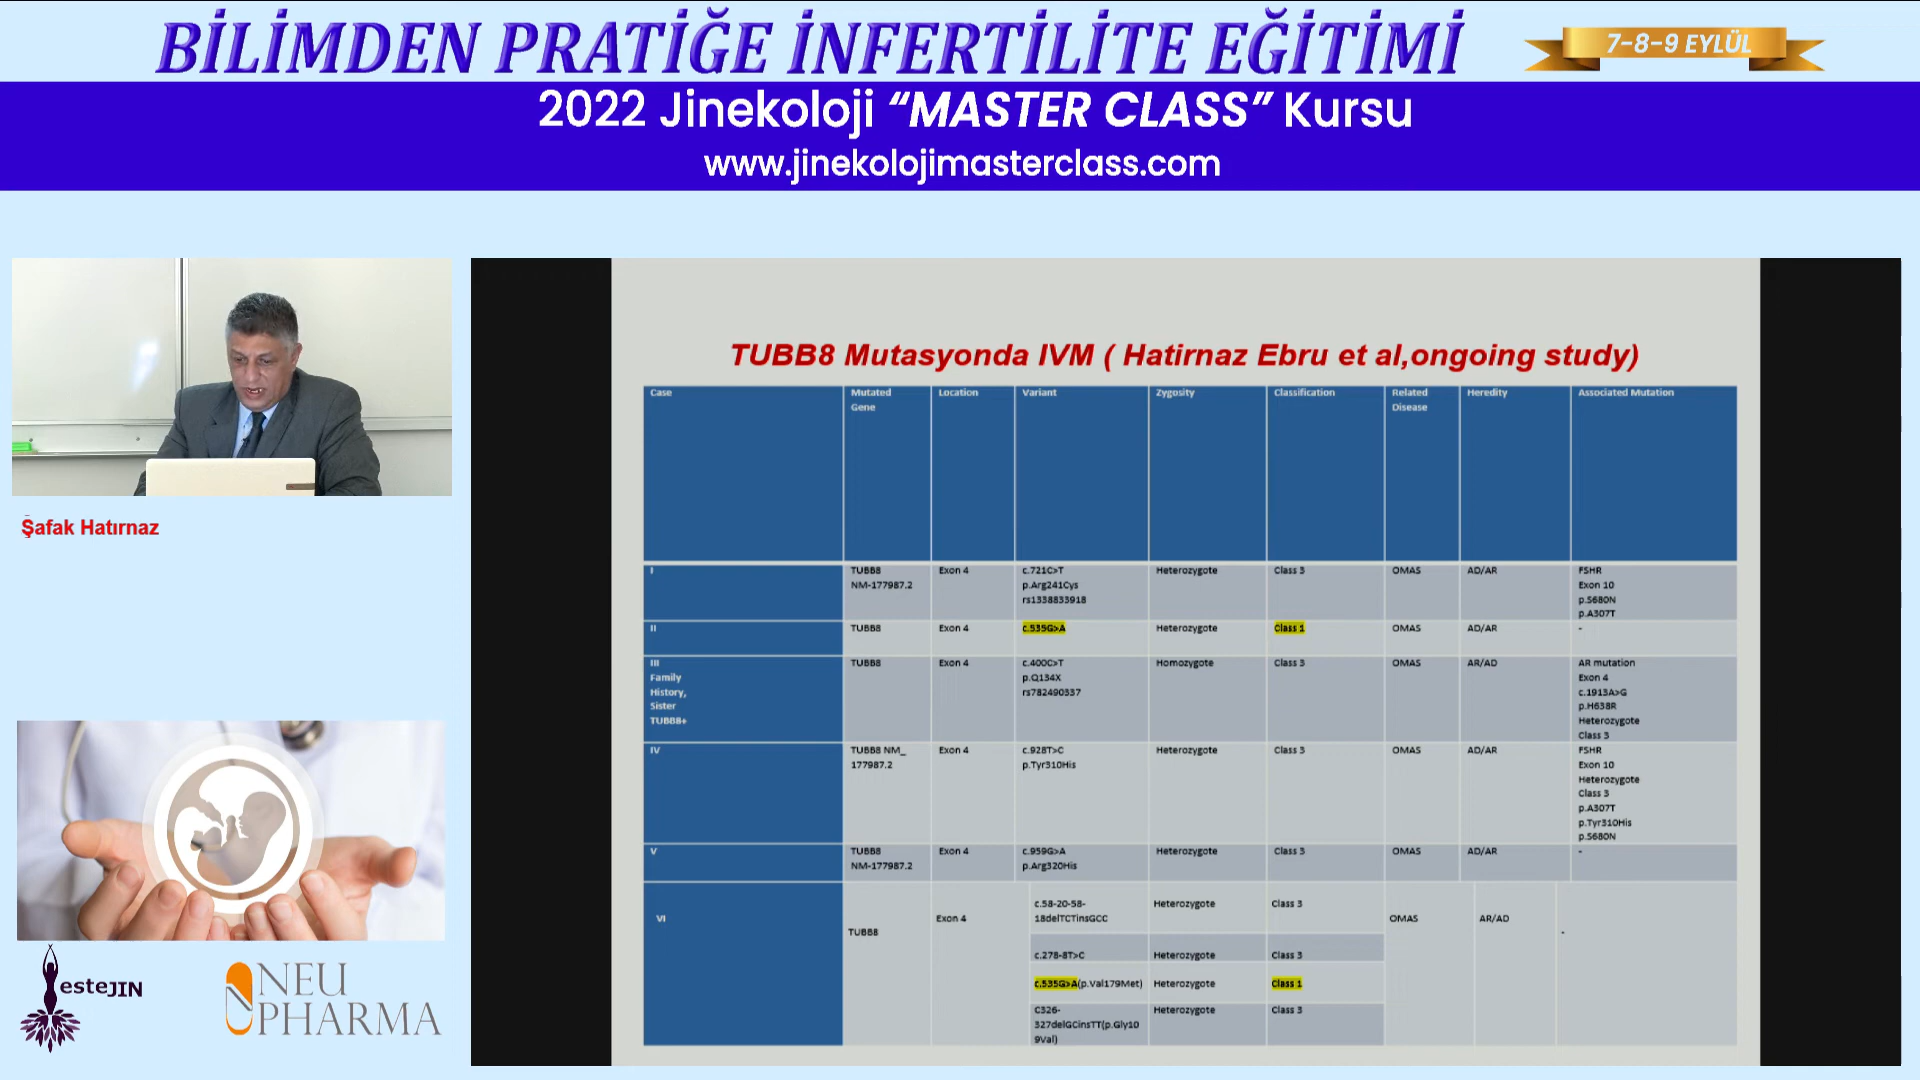 BİLİMDEN PRATİĞE İNFERTİLİTE EĞİTİMİ
7-8-9 EYLÜL
2022 Jinekoloji “MASTER CLASS” Kursu
www.jinekolojimasterclass.com
Şafak Hatırnaz
esteJIN
NEU
PHARMA
TUBB8 Mutasyonda IVM ( Hatirnaz Ebru et al,ongoing study)
Case
Mutated
Gene
Location
Variant
Zygosity
Classification
Related
Disease
Heredity
Associated Mutation
I
TUBB8
NM-177987.2
Exon 4
c.721C>T
p.Arg241Cys
rs1338833918
Heterozygote
Class 3
OMAS
AD/AR
FSHR
Exon 10
p.S680N
p.A307T
II
TUBB8
Exon 4
c.535G>A
Heterozygote
Class 1
OMAS
AD/AR
-
III
Family
History,
Sister
TUBB8+
TUBB8
Exon 4
c.400C>T
p.Q134X
rs782490337
Homozygote
Class 3
OMAS
AR/AD
AR mutation
Exon 4
c.1913A>G
p.H638R
Heterozygote
Class 3
IV
TUBB8 NM_
177987.2
Exon 4
c.928T>C
p.Tyr310His
Heterozygote
Class 3
OMAS
AD/AR
FSHR
Exon 10
Heterozygote
Class 3
p.A307T
p.Tyr310His
p.S680N
V
TUBB8
NM-177987.2
Exon 4
c.959G>A
p.Arg320His
Heterozygote
Class 3
OMAS
AD/AR
-
VI
TUBB8
Exon 4
c.58-20-58-
18delTCTinsGCC
Heterozygote
Class 3
OMAS
AR/AD
-
c.278-8T>C
Heterozygote
Class 3
c.535G>A(p.Val179Met)
Heterozygote
Class 1
C326-
327delGCinsTT(p.Gly10
9Val)
Heterozygote
Class 3